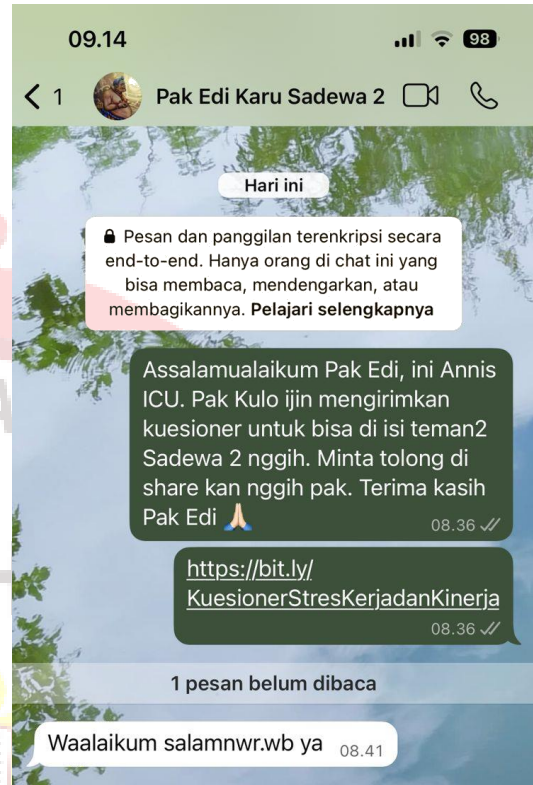 09.14
98
1
Pak Edi Karu Sadewa 2
Hari ini
Pesan dan panggilan terenkripsi secara
end-to-end. Hanya orang di chat ini yang
bisa membaca, mendengarkan, atau
membagikannya. Pelajari selengkapnya
Assalamualaikum Pak Edi, ini Annis
ICU. Pak Kulo ijin mengirimkan
kuesioner untuk bisa di isi teman2
Sadewa 2 nggih. Minta tolong di
share kan nggih pak. Terima kasih
Pak Edi 🙏🏻
08.36
https://bit.ly/
KuesionerStresKerjadanKinerja
08.36
1 pesan belum dibaca
Waalaikum salamnwr.wb ya 08.41